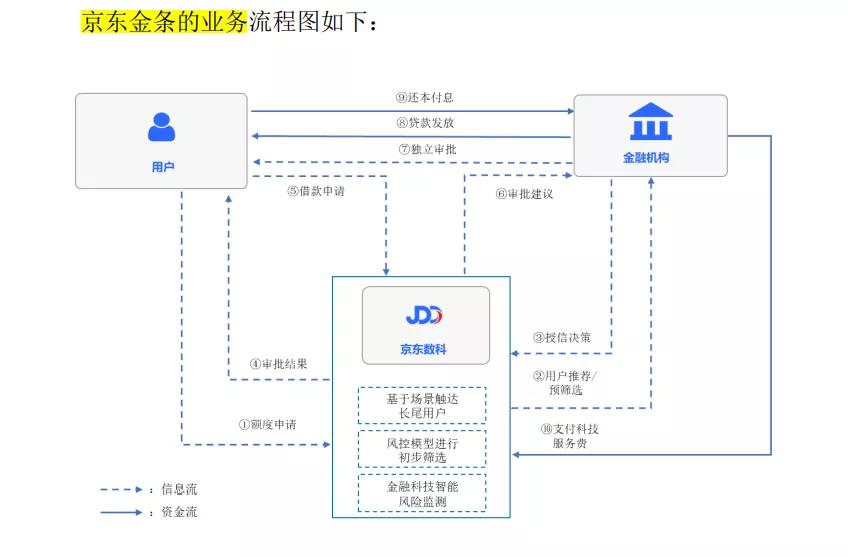 京东金条的业务流程图如下：
⑨还本付息
⑧贷款发放
⑦独立审批
用户
金融机构
⑤借款申请
⑥审批建议
JDD
京东数科
③授信决策
④审批结果
②用户推荐/
预筛选
基于场景触达
长尾用户
①额度申请
⑩支付科技
服务费
风控模型进行
初步筛选
金融科技智能
风险监测
：信息流
：资金流